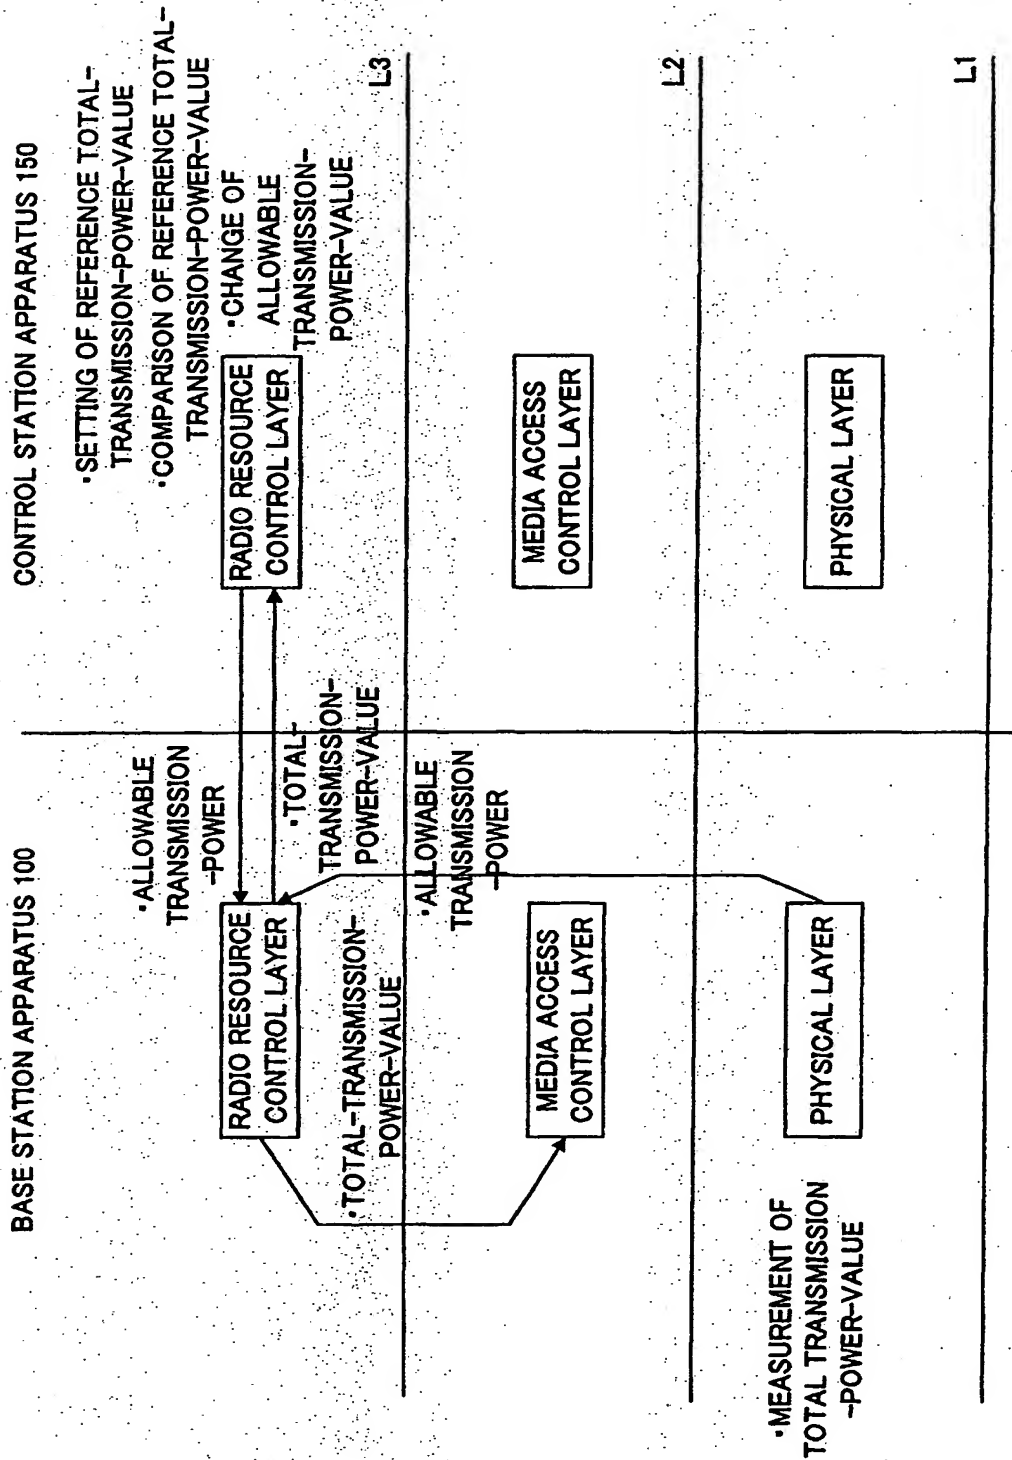 BASE STATION APPARATUS 100
CONTROL STATION APPARATUS 150
·SETTING OF REFERENCE TOTAL–
TRANSMISSION–POWER–VALUE
·COMPARISON OF REFERENCE TOTAL–
TRANSMISSION–POWER–VALUE
·CHANGE OF
ALLOWABLE
TRANSMISSION–
POWER–VALUE
·ALLOWABLE
TRANSMISSION
–POWER
RADIO RESOURCE
CONTROL LAYER
RADIO RESOURCE
CONTROL LAYER
·TOTAL–
TRANSMISSION–
POWER–VALUE
·TOTAL–TRANSMISSION–
POWER–VALUE
L3
·ALLOWABLE
TRANSMISSION
–POWER
MEDIA ACCESS
CONTROL LAYER
MEDIA ACCESS
CONTROL LAYER
L2
·MEASUREMENT OF
TOTAL TRANSMISSION
–POWER–VALUE
PHYSICAL LAYER
PHYSICAL LAYER
L1